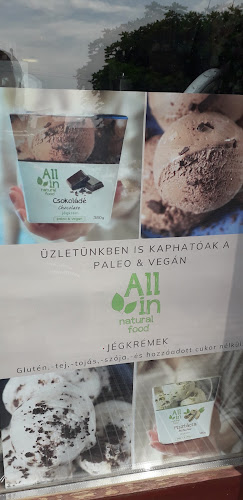 All
in
natural
food
Csokoládé
Chocolate
ÜZLETÜNKBEN IS KAPHATÓAK A
PALEO & VEGÁN
All
in
natural
food
•JÉGKREMEK
Glutén,-tej,-tojás,-szója,-és hozzáadott cukor nélkül
All
in